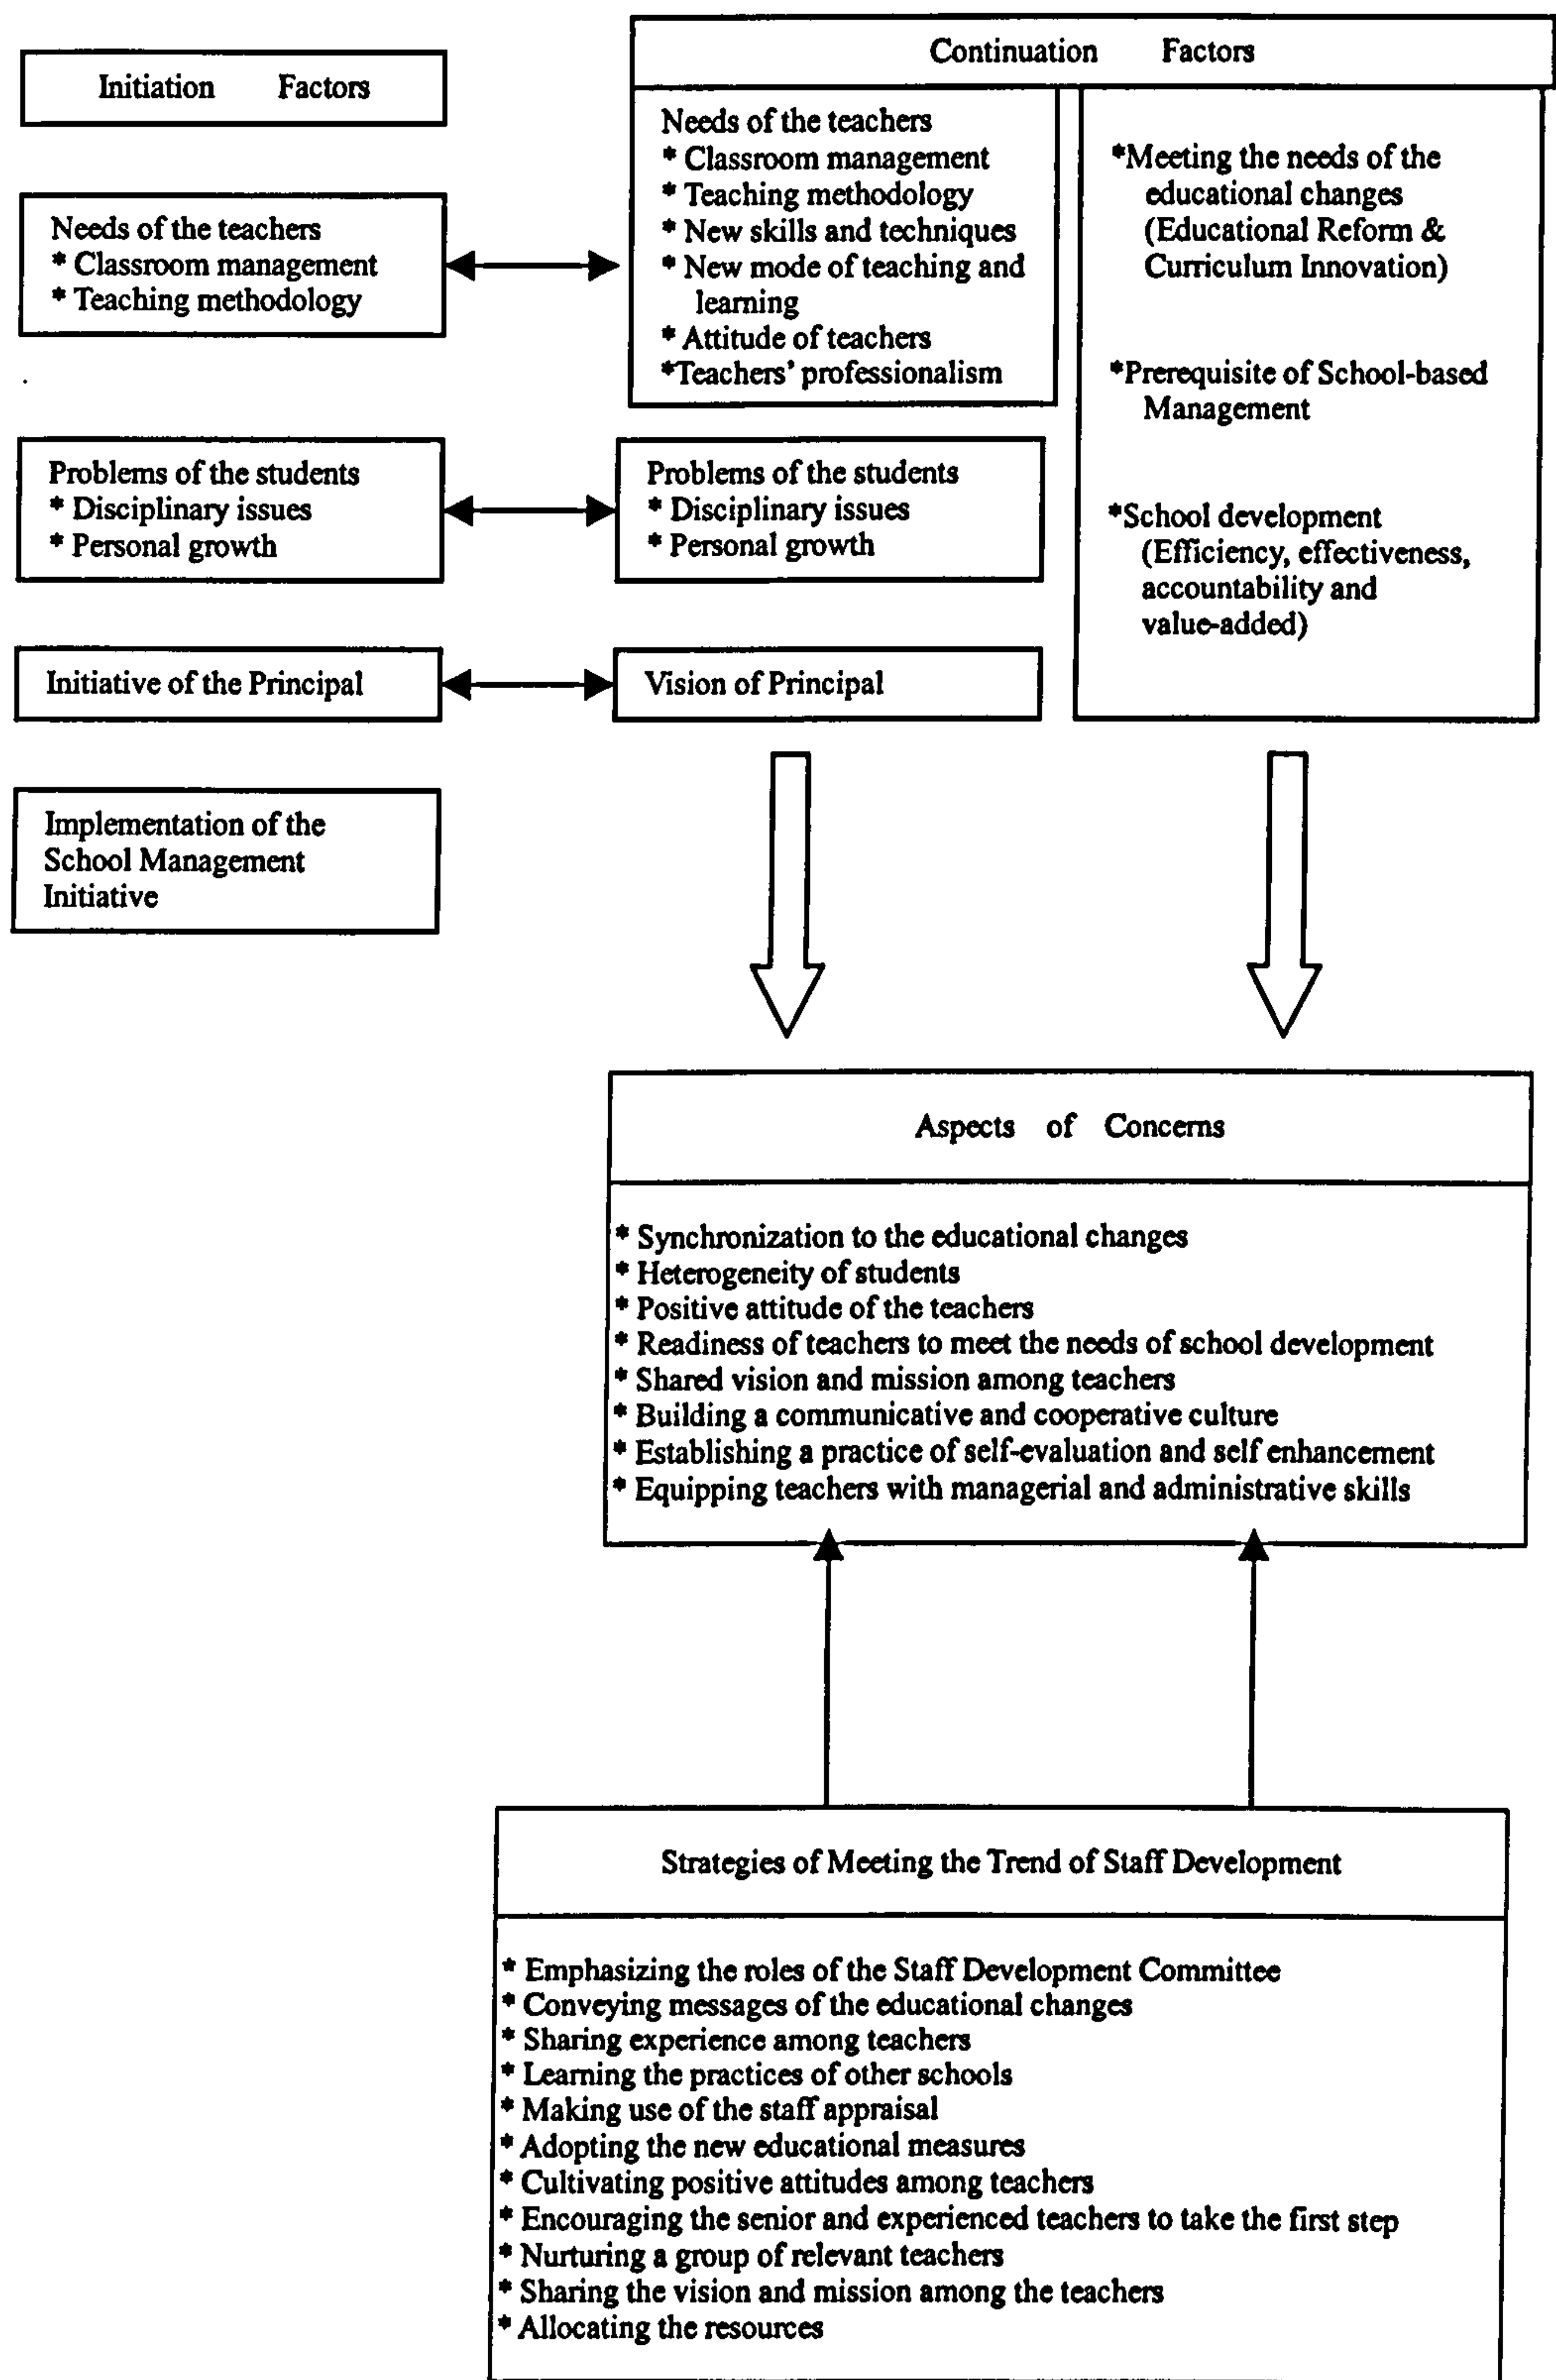 Initiation Factors
Needs of the teachers
* Classroom management
* Teaching methodology
Problems of the students
* Disciplinary issues
* Personal growth
Initiative of the Principal
Implementation of the
School Management
Initiative
Continuation Factors
Needs of the teachers
* Classroom management
* Teaching methodology
* New skills and techniques
* New mode of teaching and
learning
* Attitude of teachers
*Teachers' professionalism
Problems of the students
* Disciplinary issues
* Personal growth
Vision of Principal
*Meeting the needs of the
educational changes
(Educational Reform &
Curriculum Innovation)
*Prerequisite of School-based
Management
*School development
(Efficiency, effectiveness,
accountability and
value-added)
Aspects of Concerns
* Synchronization to the educational changes
* Heterogeneity of students
* Positive attitude of the teachers
* Readiness of teachers to meet the needs of school development
* Shared vision and mission among teachers
* Building a communicative and cooperative culture
* Establishing a practice of self-evaluation and self enhancement
* Equipping teachers with managerial and administrative skills
Strategies of Meeting the Trend of Staff Development
* Emphasizing the roles of the Staff Development Committee
* Conveying messages of the educational changes
* Sharing experience among teachers
* Learning the practices of other schools
* Making use of the staff appraisal
* Adopting the new educational measures
* Cultivating positive attitudes among teachers
* Encouraging the senior and experienced teachers to take the first step
* Nurturing a group of relevant teachers
* Sharing the vision and mission among the teachers
* Allocating the resources